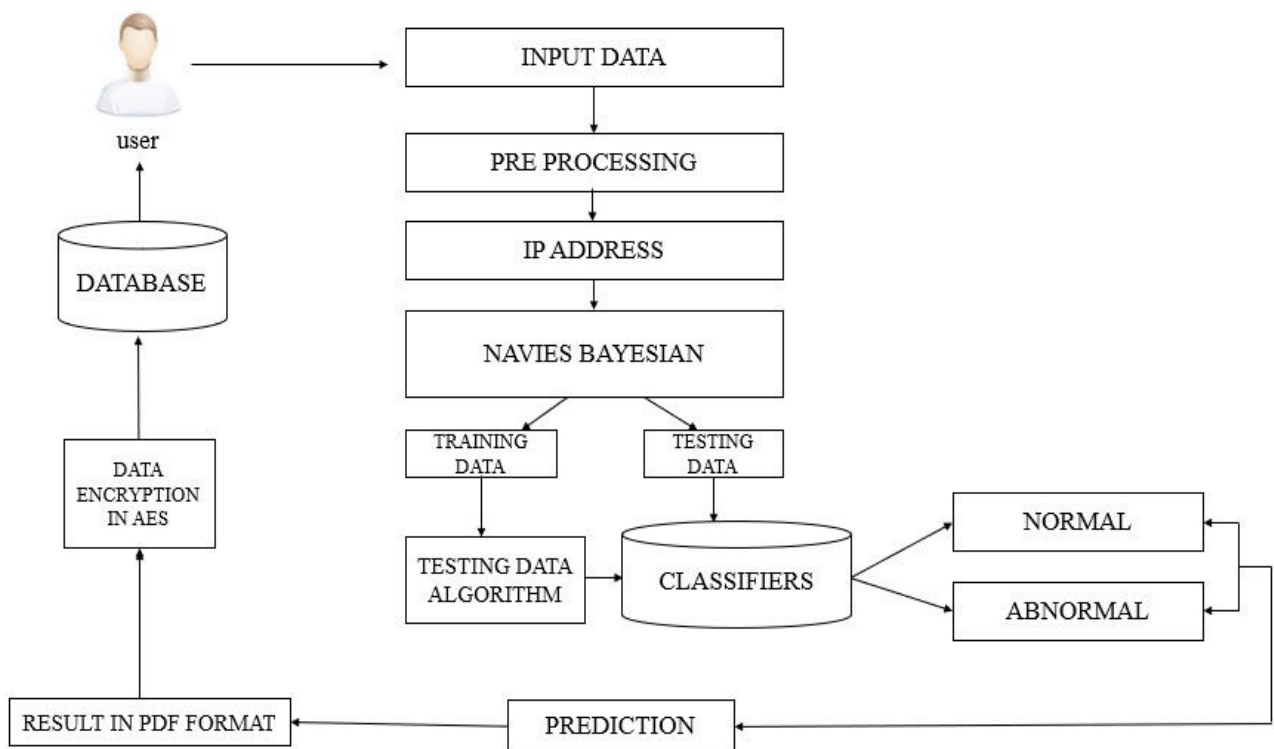 user
INPUT DATA
PRE PROCESSING
IP ADDRESS
DATABASE
NAVIES BAYESIAN
TRAINING
DATA
TESTING
DATA
DATA
ENCRYPTION
IN AES
TESTING DATA
ALGORITHM
CLASSIFIERS
NORMAL
ABNORMAL
RESULT IN PDF FORMAT
PREDICTION